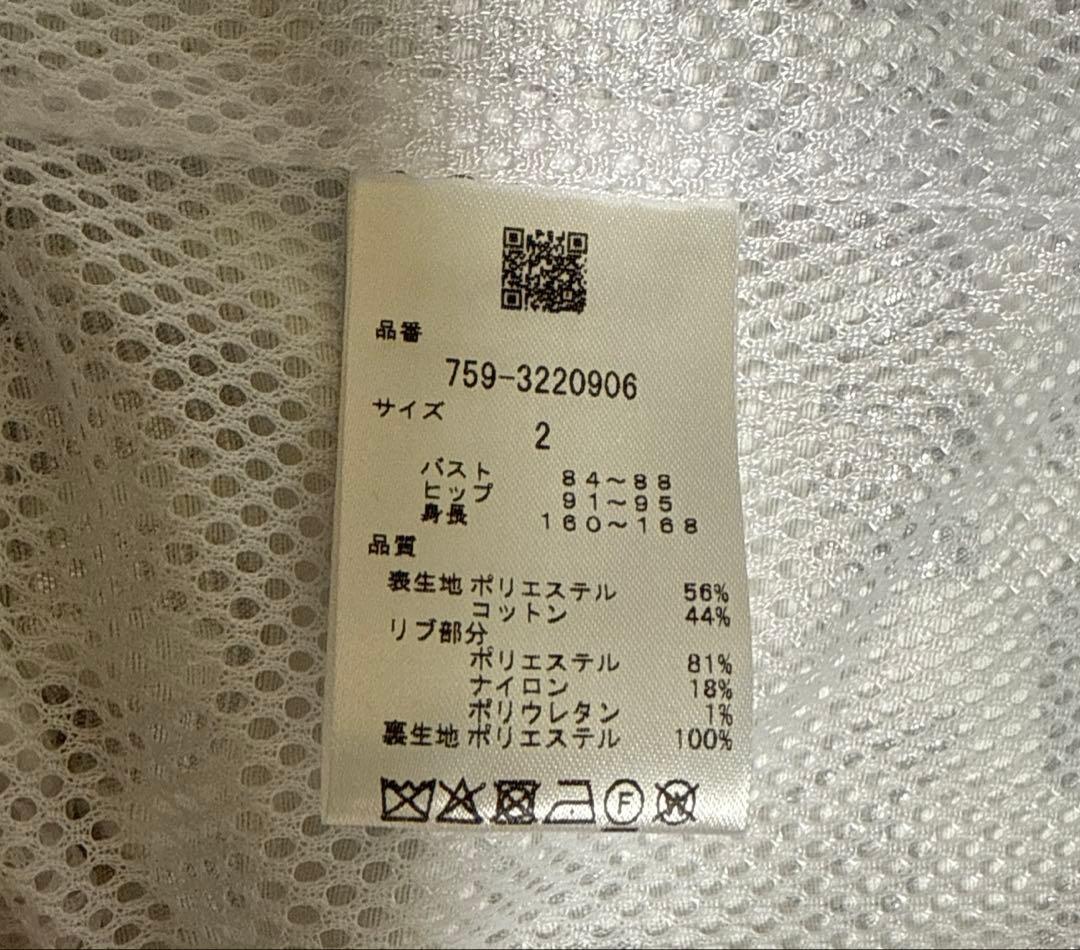 品番
759-3220906
サイズ
2
バスト 84～88
ヒップ 91～95
身長 160～168
品質
表生地 ポリエステル 56%
コットン 44%
リブ部分
ポリエステル 81%
ナイロン 18%
ポリウレタン 1%
裏生地 ポリエステル 100%
F
W